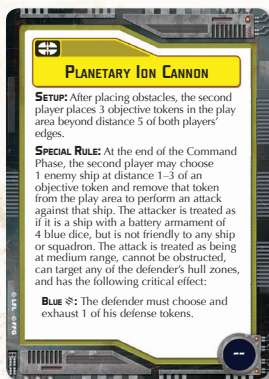 Planetary Ion Cannon
Setup: After placing obstacles, the second
player places 3 objective tokens in the play
area beyond distance 5 of both players'
edges.
Special Rule: At the end of the Command
Phase, the second player may choose
1 enemy ship at distance 1–3 of an
objective token and remove that token
from the play area to perform an attack
against that ship. The attacker is treated as
if it is a ship with a battery armament of
4 blue dice, but is not friendly to any ship
or squadron. The attack is treated as being
at medium range, cannot be obstructed,
can target any of the defender's hull zones,
and has the following critical effect:
Blue : The defender must choose and
exhaust 1 of his defense tokens.
© LFL © FFG
--